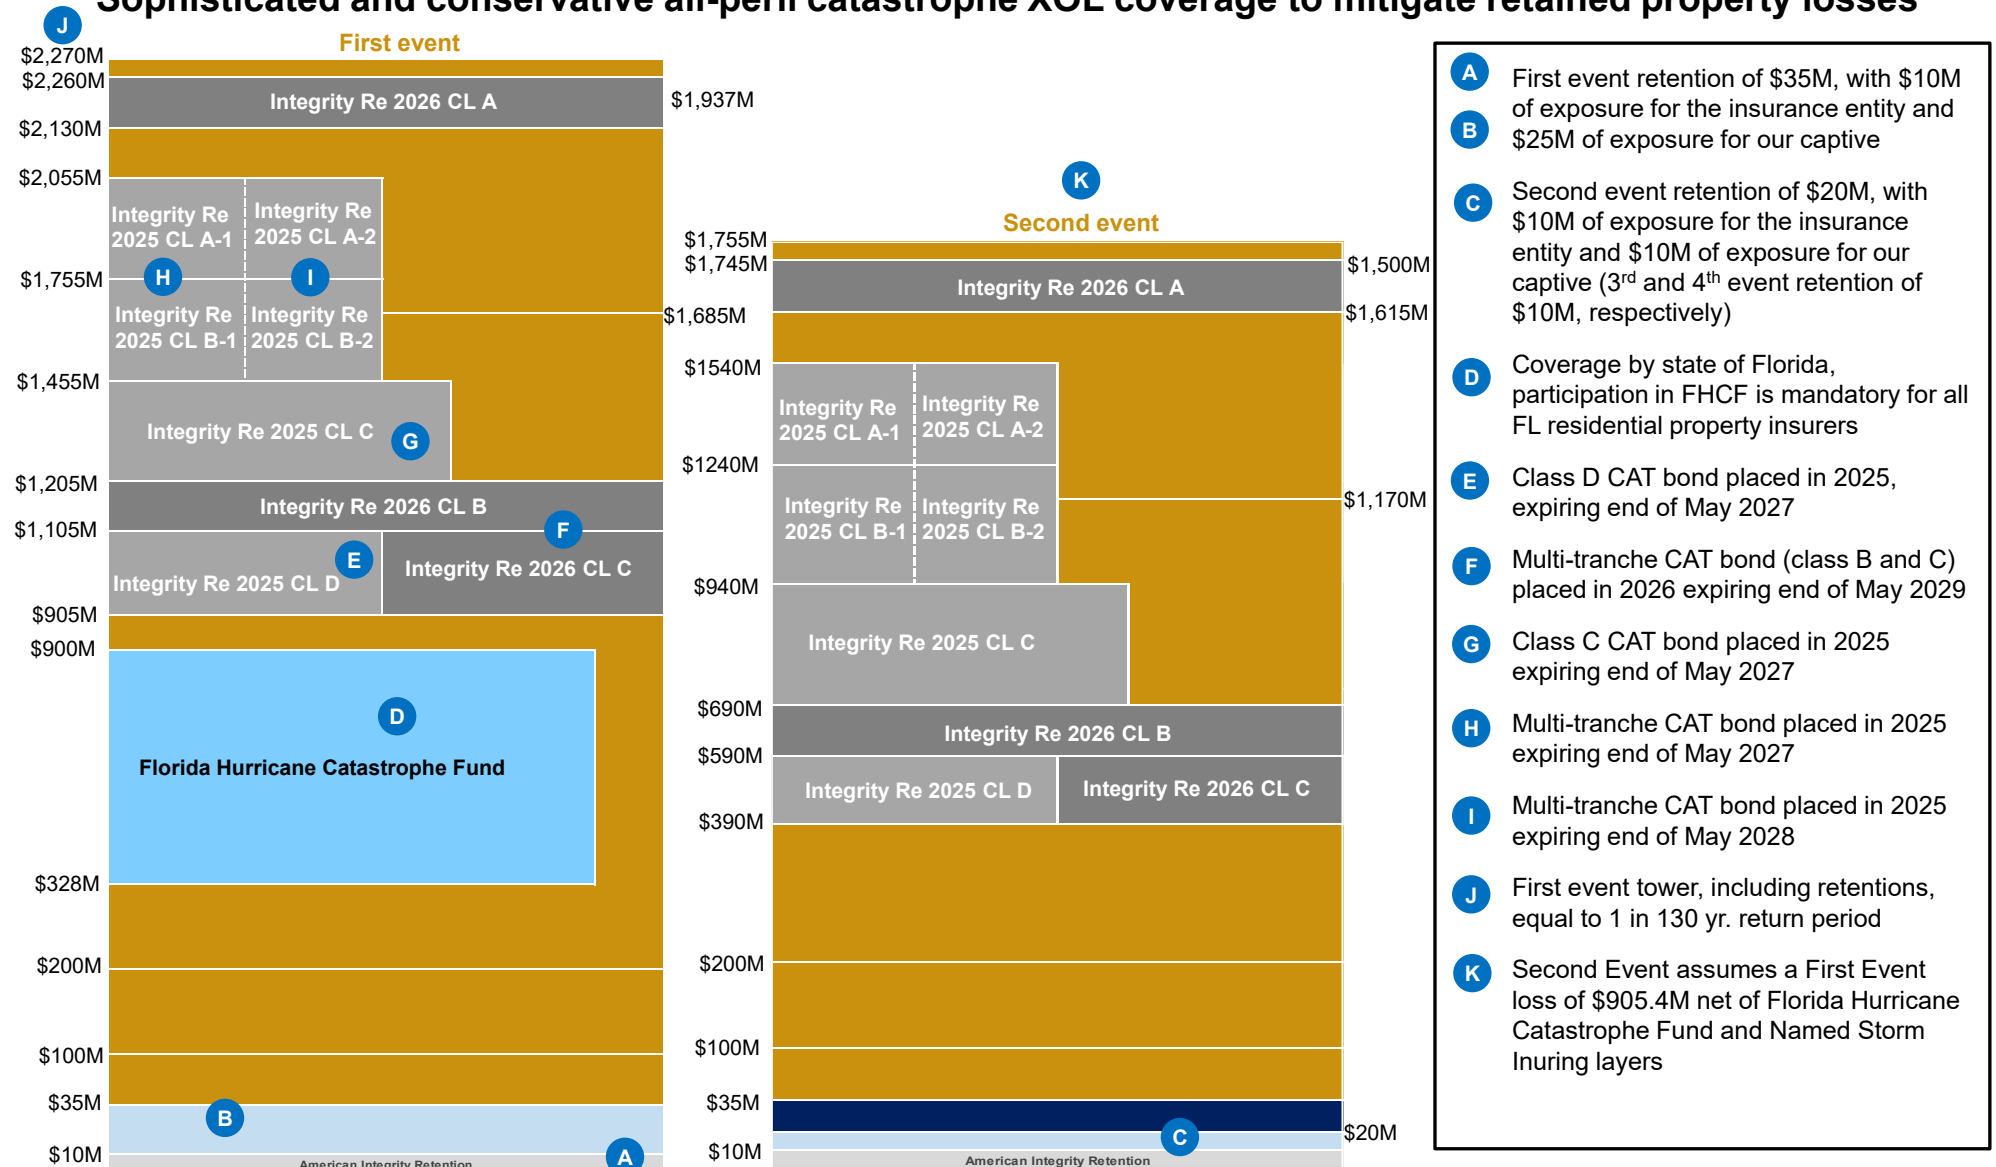 Sophisticated and conservative all-peril catastrophe XOL coverage to mitigate retained property losses
J
First event
$2,270M
$2,260M
Integrity Re 2026 CL A
$1,937M
$2,130M
$2,055M
Integrity Re
2025 CL A-1
Integrity Re
2025 CL A-2
H
I
$1,755M
Integrity Re
2025 CL B-1
Integrity Re
2025 CL B-2
$1,685M
$1,455M
Integrity Re 2025 CL C
G
$1,205M
Integrity Re 2026 CL B
$1,105M
F
E
Integrity Re 2025 CL D
Integrity Re 2026 CL C
$905M
$900M
D
Florida Hurricane Catastrophe Fund
$328M
$200M
$100M
$35M
B
$10M
A
American Integrity Retention
K
Second event
$1,755M
$1,745M
$1,500M
Integrity Re 2026 CL A
$1,615M
$1540M
Integrity Re
2025 CL A-1
Integrity Re
2025 CL A-2
$1240M
Integrity Re
2025 CL B-1
Integrity Re
2025 CL B-2
$1,170M
$940M
Integrity Re 2025 CL C
$690M
Integrity Re 2026 CL B
$590M
Integrity Re 2025 CL D
Integrity Re 2026 CL C
$390M
$200M
$100M
$35M
C
$20M
$10M
American Integrity Retention
A
B
First event retention of $35M, with $10M
of exposure for the insurance entity and
$25M of exposure for our captive
C
Second event retention of $20M, with
$10M of exposure for the insurance
entity and $10M of exposure for our
captive (3rd and 4th event retention of
$10M, respectively)
D
Coverage by state of Florida,
participation in FHCF is mandatory for all
FL residential property insurers
E
Class D CAT bond placed in 2025,
expiring end of May 2027
F
Multi-tranche CAT bond (class B and C)
placed in 2026 expiring end of May 2029
G
Class C CAT bond placed in 2025
expiring end of May 2027
H
Multi-tranche CAT bond placed in 2025
expiring end of May 2027
I
Multi-tranche CAT bond placed in 2025
expiring end of May 2028
J
First event tower, including retentions,
equal to 1 in 130 yr. return period
K
Second Event assumes a First Event
loss of $905.4M net of Florida Hurricane
Catastrophe Fund and Named Storm
Inuring layers